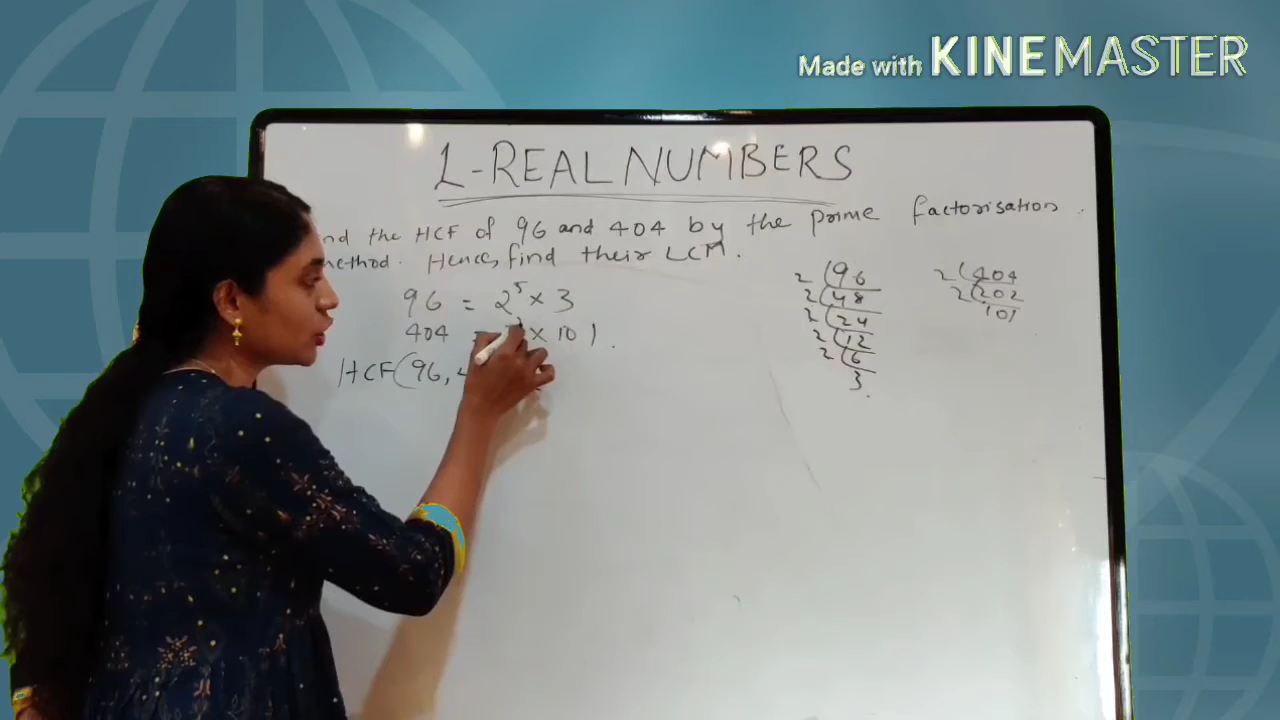 Made with KINEMASTER
1-REAL NUMBERS
nd the HCF of 96 and 404 by the prime factorisation
method. Hence, find their LCM.
96 = 2⁵ × 3
404 = × 101.
HCF(96, 4
2 96
2 48
2 24
2 12
2 6
3.
2 404
2 202
101